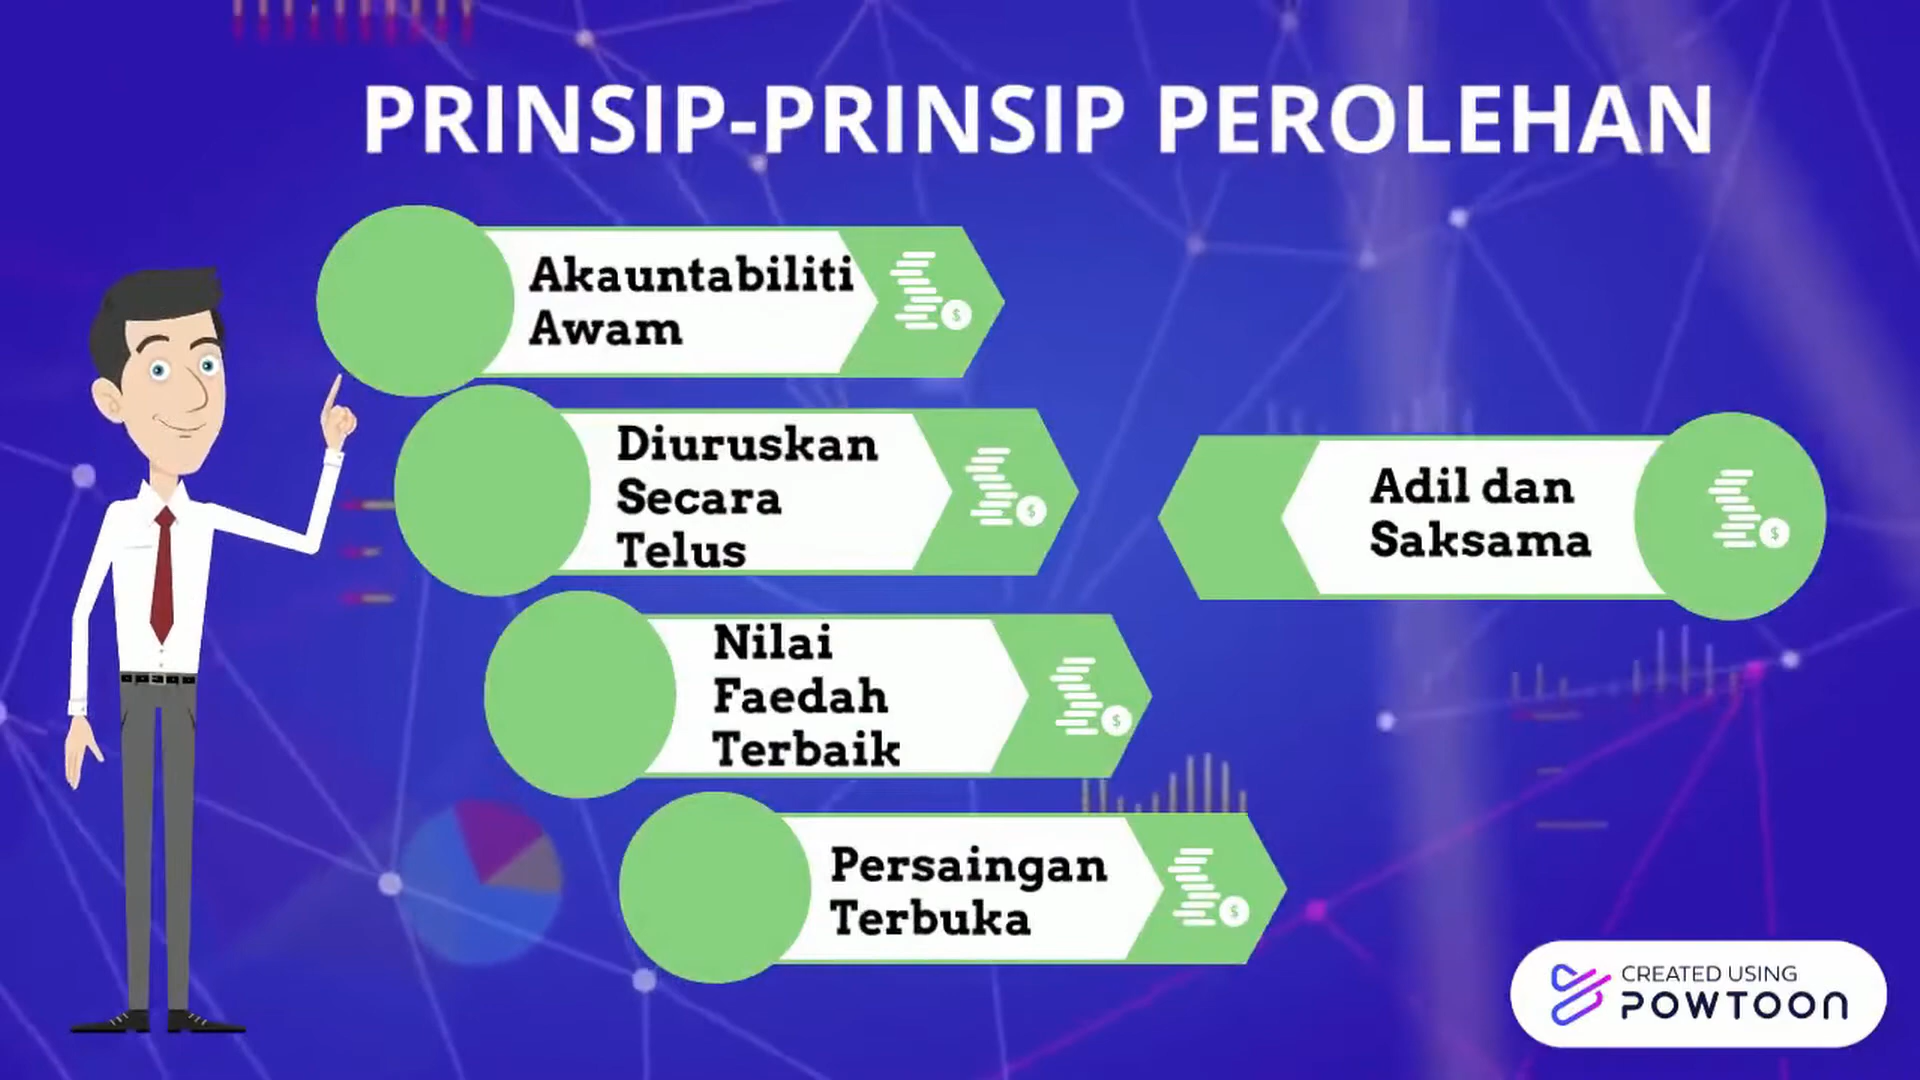 PRINSIP-PRINSIP PEROLEHAN
Akauntabiliti
Awam
Diuruskan
Secara
Telus
Nilai
Faedah
Terbaik
Persaingan
Terbuka
Adil dan
Saksama
$
$
$
$
$
CREATED USING
POWTOON